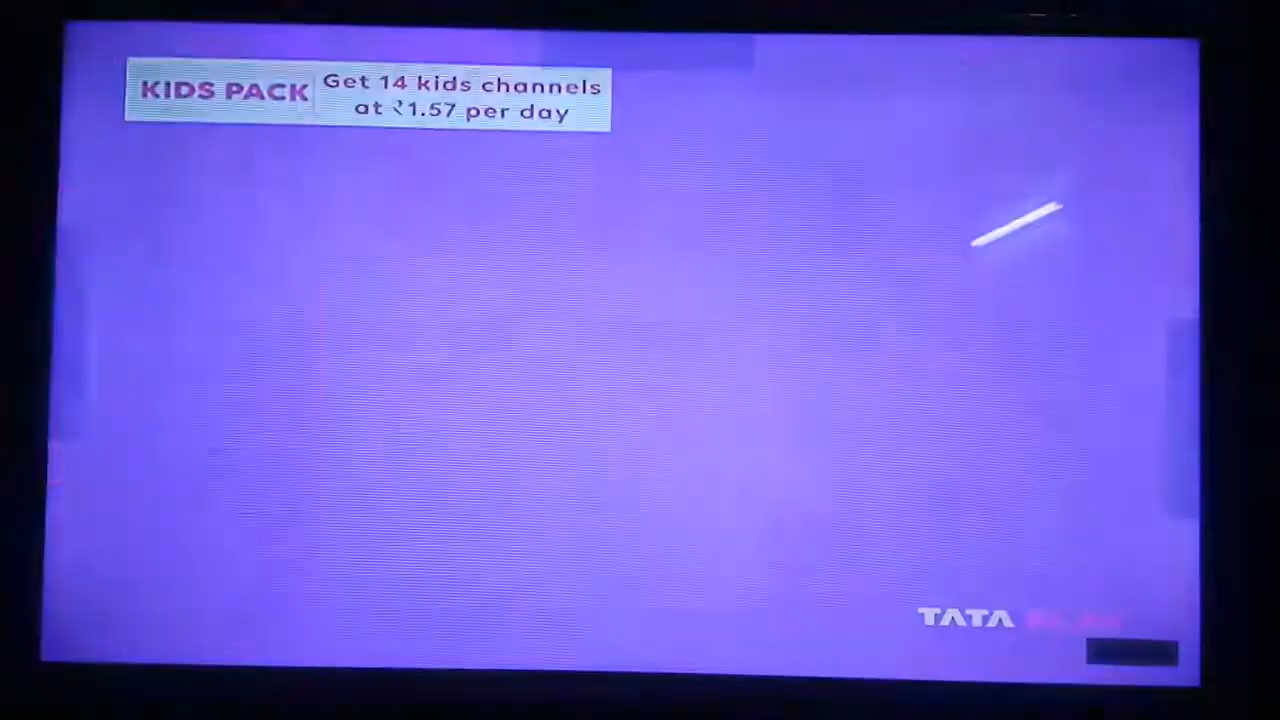 KIDS PACK
Get 14 kids channels
at ₹1.57 per day
TATA